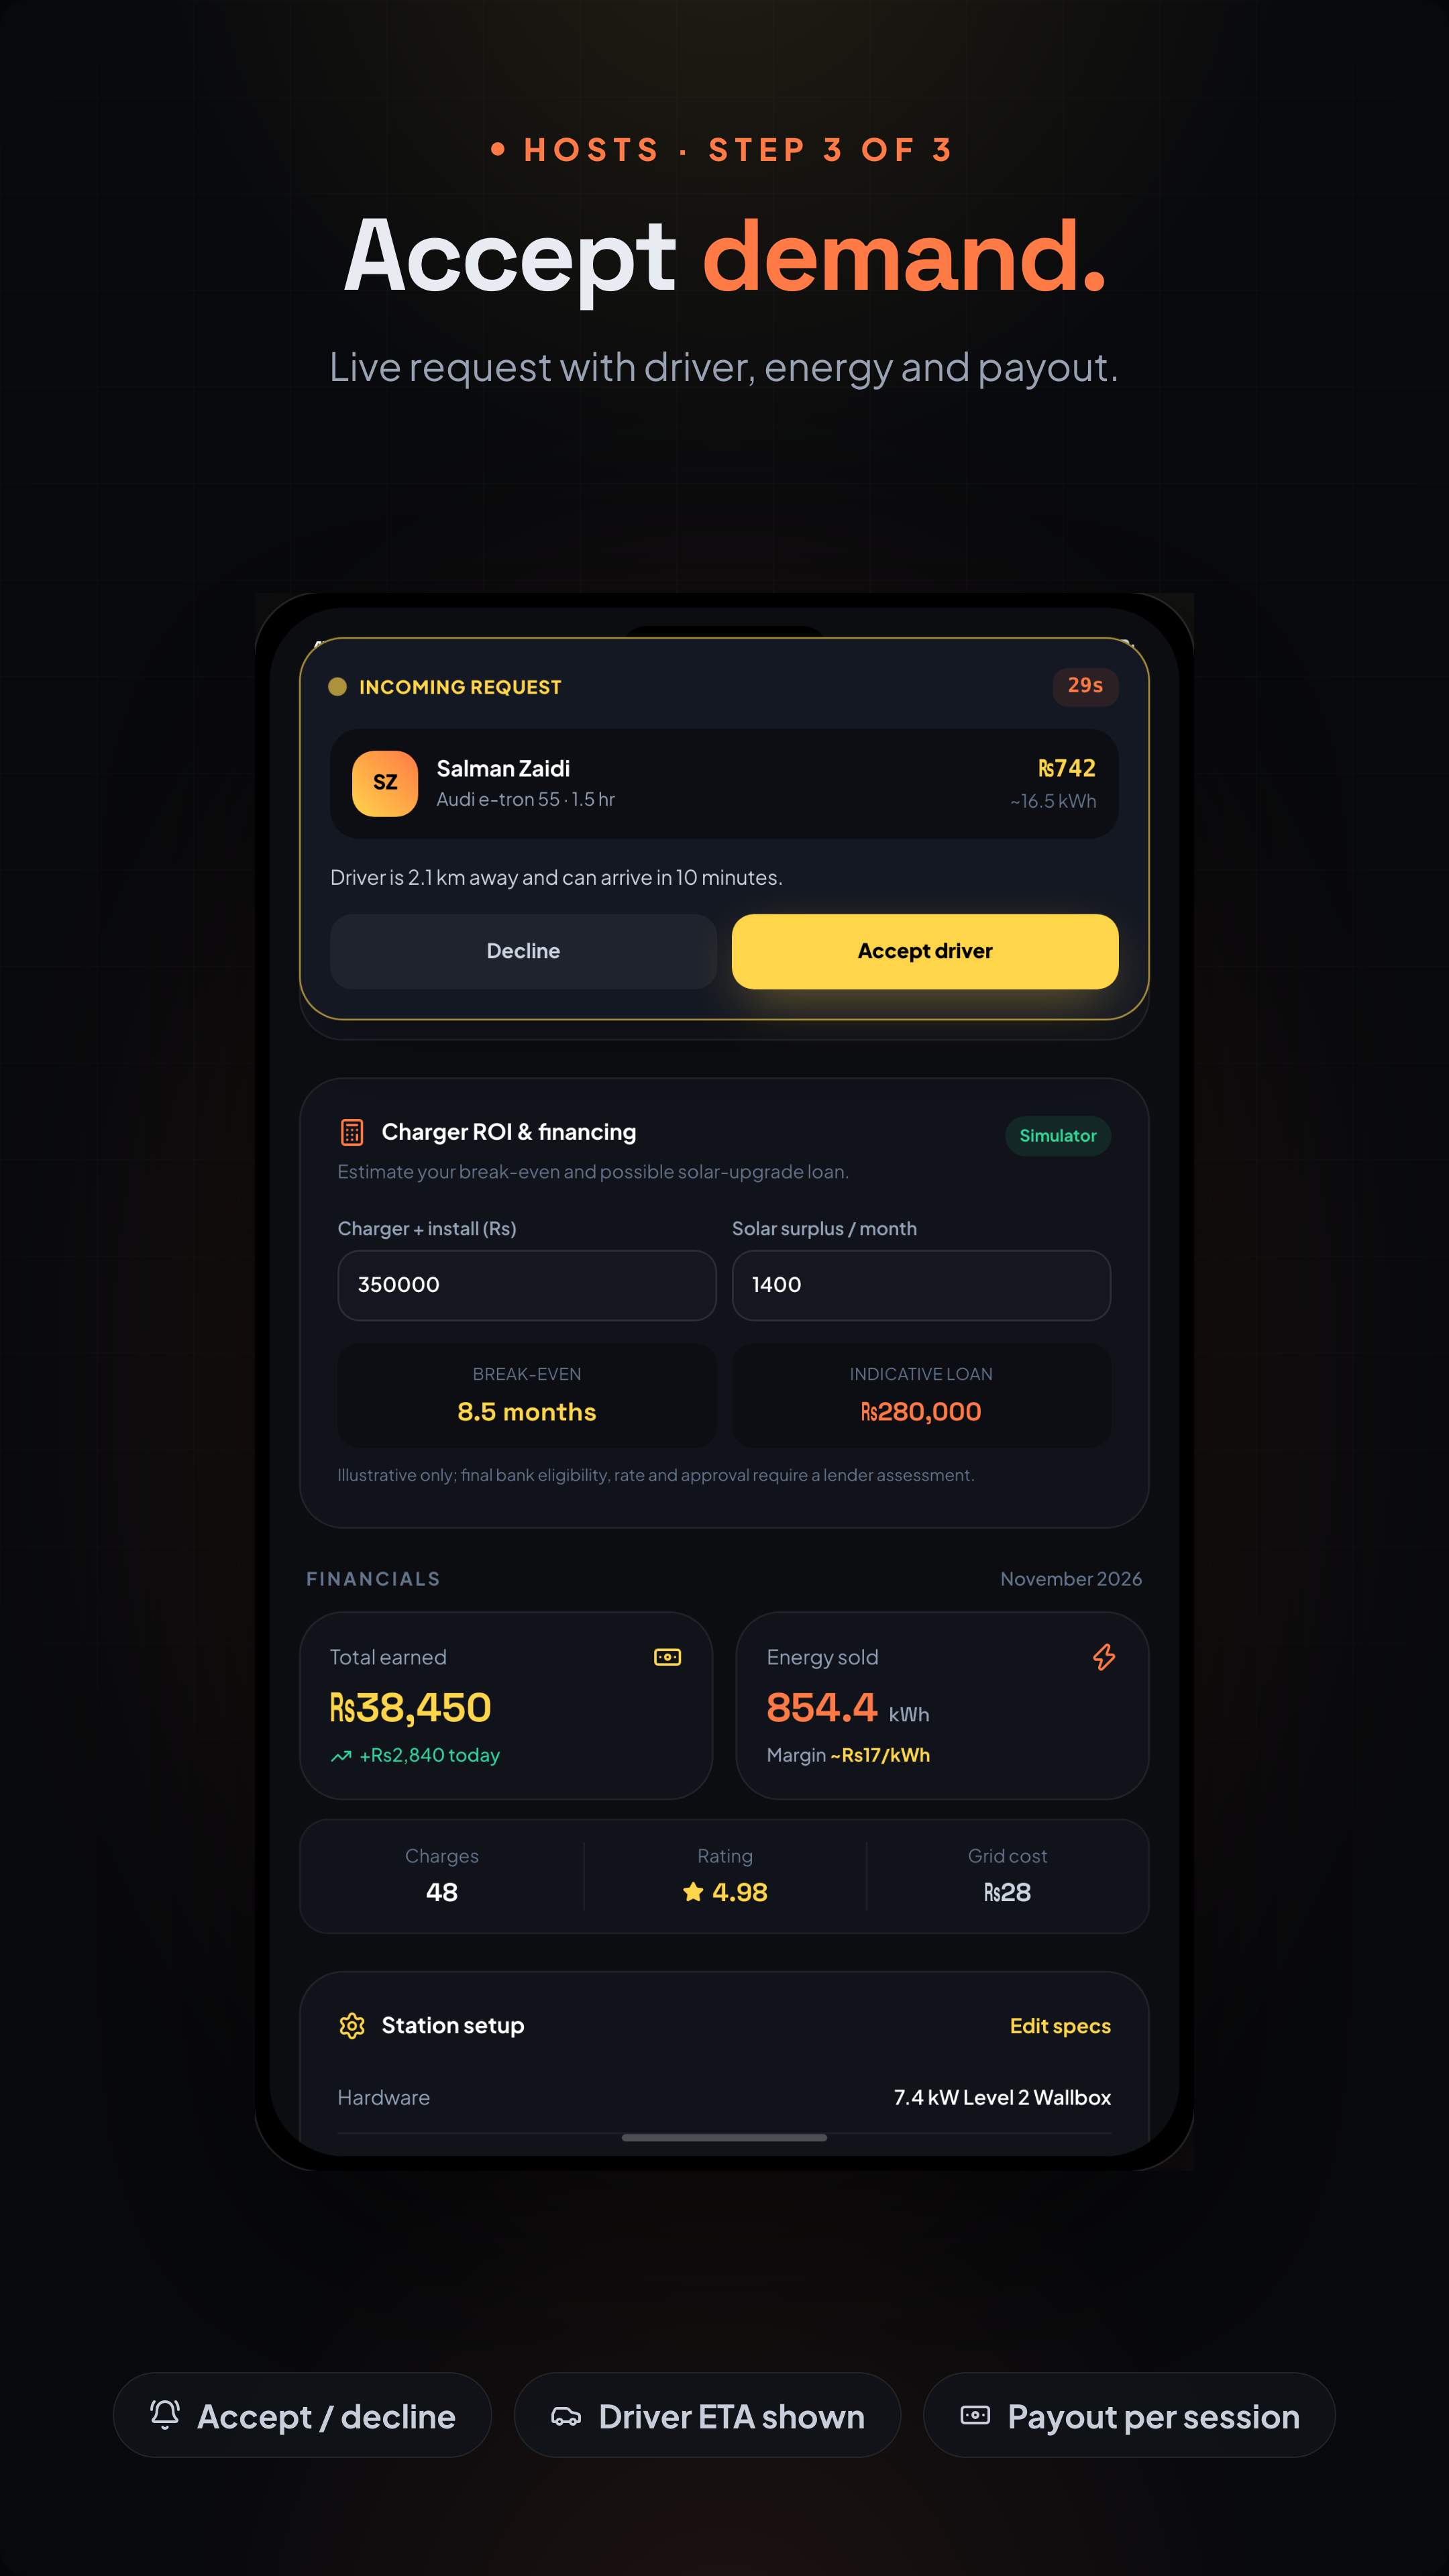 HOSTS · STEP 3 OF 3
Accept demand.
Live request with driver, energy and payout.
INCOMING REQUEST 29s
SZ
Salman Zaidi ₨742
Audi e-tron 55 · 1.5 hr ~16.5 kWh
Driver is 2.1 km away and can arrive in 10 minutes.
Decline Accept driver
Charger ROI & financing Simulator
Estimate your break-even and possible solar-upgrade loan.
Charger + install (Rs) Solar surplus / month
350000 1400
BREAK-EVEN INDICATIVE LOAN
8.5 months ₨280,000
Illustrative only; final bank eligibility, rate and approval require a lender assessment.
FINANCIALS November 2026
Total earned Energy sold
₨38,450 854.4 kWh
+Rs2,840 today Margin ~Rs17/kWh
Charges Rating Grid cost
48 4.98 ₨28
Station setup Edit specs
Hardware 7.4 kW Level 2 Wallbox
Accept / decline Driver ETA shown Payout per session